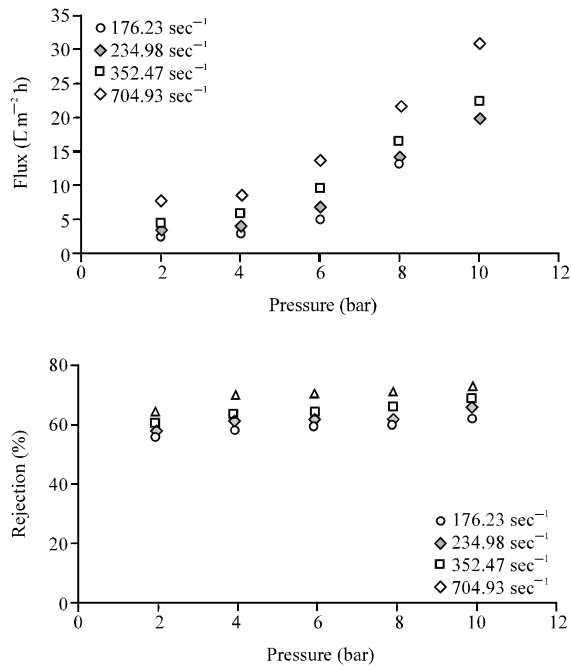 35
30
25
20
15
10
5
0
Flux (L m⁻² h)
176.23 sec⁻¹
234.98 sec⁻¹
352.47 sec⁻¹
704.93 sec⁻¹
0 2 4 6 8 10 12
Pressure (bar)
80
60
40
20
0
Rejection (%)
176.23 sec⁻¹
234.98 sec⁻¹
352.47 sec⁻¹
704.93 sec⁻¹
0 2 4 6 8 10 12
Pressure (bar)